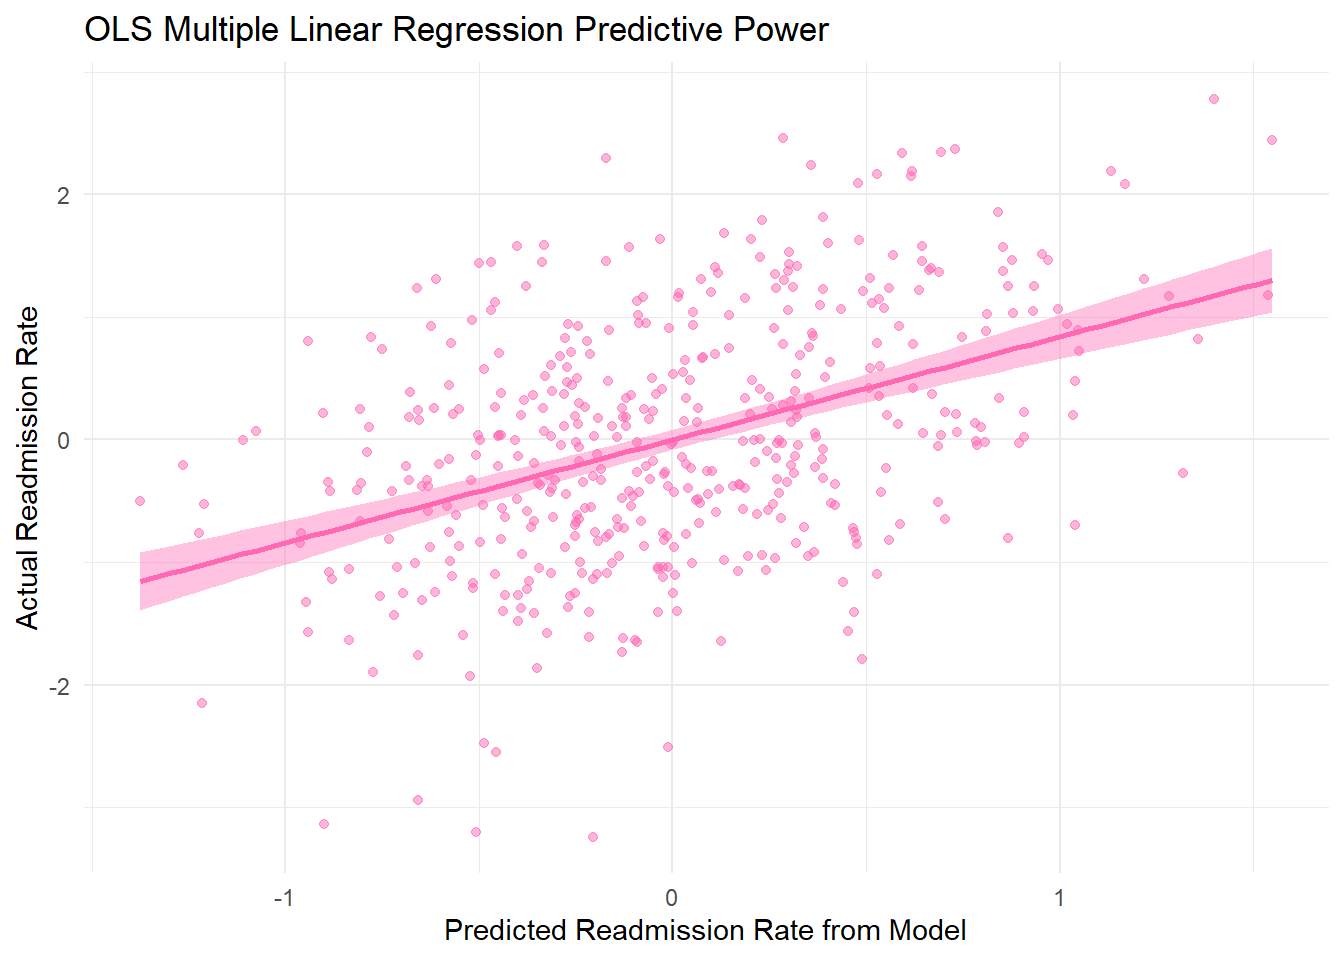 OLS Multiple Linear Regression Predictive Power
Actual Readmission Rate
2
0
-2
-1
0
1
Predicted Readmission Rate from Model